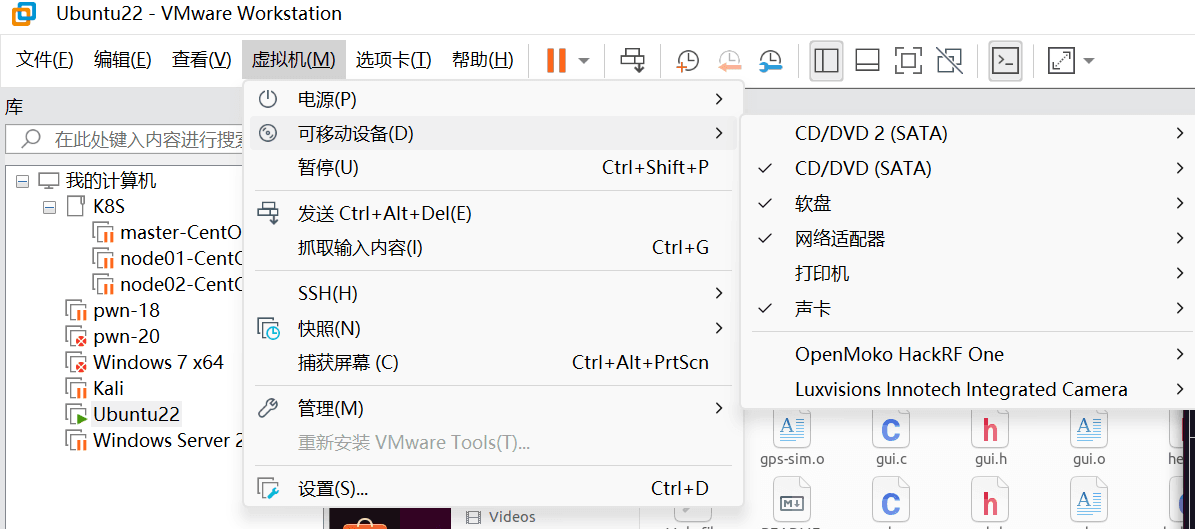 Ubuntu22 - VMware Workstation
文件(F) 编辑(E) 查看(V) 虚拟机(M) 选项卡(T) 帮助(H)
库
在此处键入内容进行搜索
我的计算机
K8S
master-CentO
node01-CentO
node02-CentO
pwn-18
pwn-20
Windows 7 x64
Kali
Ubuntu22
Windows Server 2
电源(P)
可移动设备(D)
暂停(U) Ctrl+Shift+P
发送 Ctrl+Alt+Del(E)
抓取输入内容(I) Ctrl+G
SSH(H)
快照(N)
捕获屏幕 (C) Ctrl+Alt+PrtScn
管理(M)
重新安装 VMware Tools(T)...
设置(S)... Ctrl+D
CD/DVD 2 (SATA)
CD/DVD (SATA)
软盘
网络适配器
打印机
声卡
OpenMoko HackRF One
Luxvisions Innotech Integrated Camera
gps-sim.o gui.c gui.h gui.o he
Videos